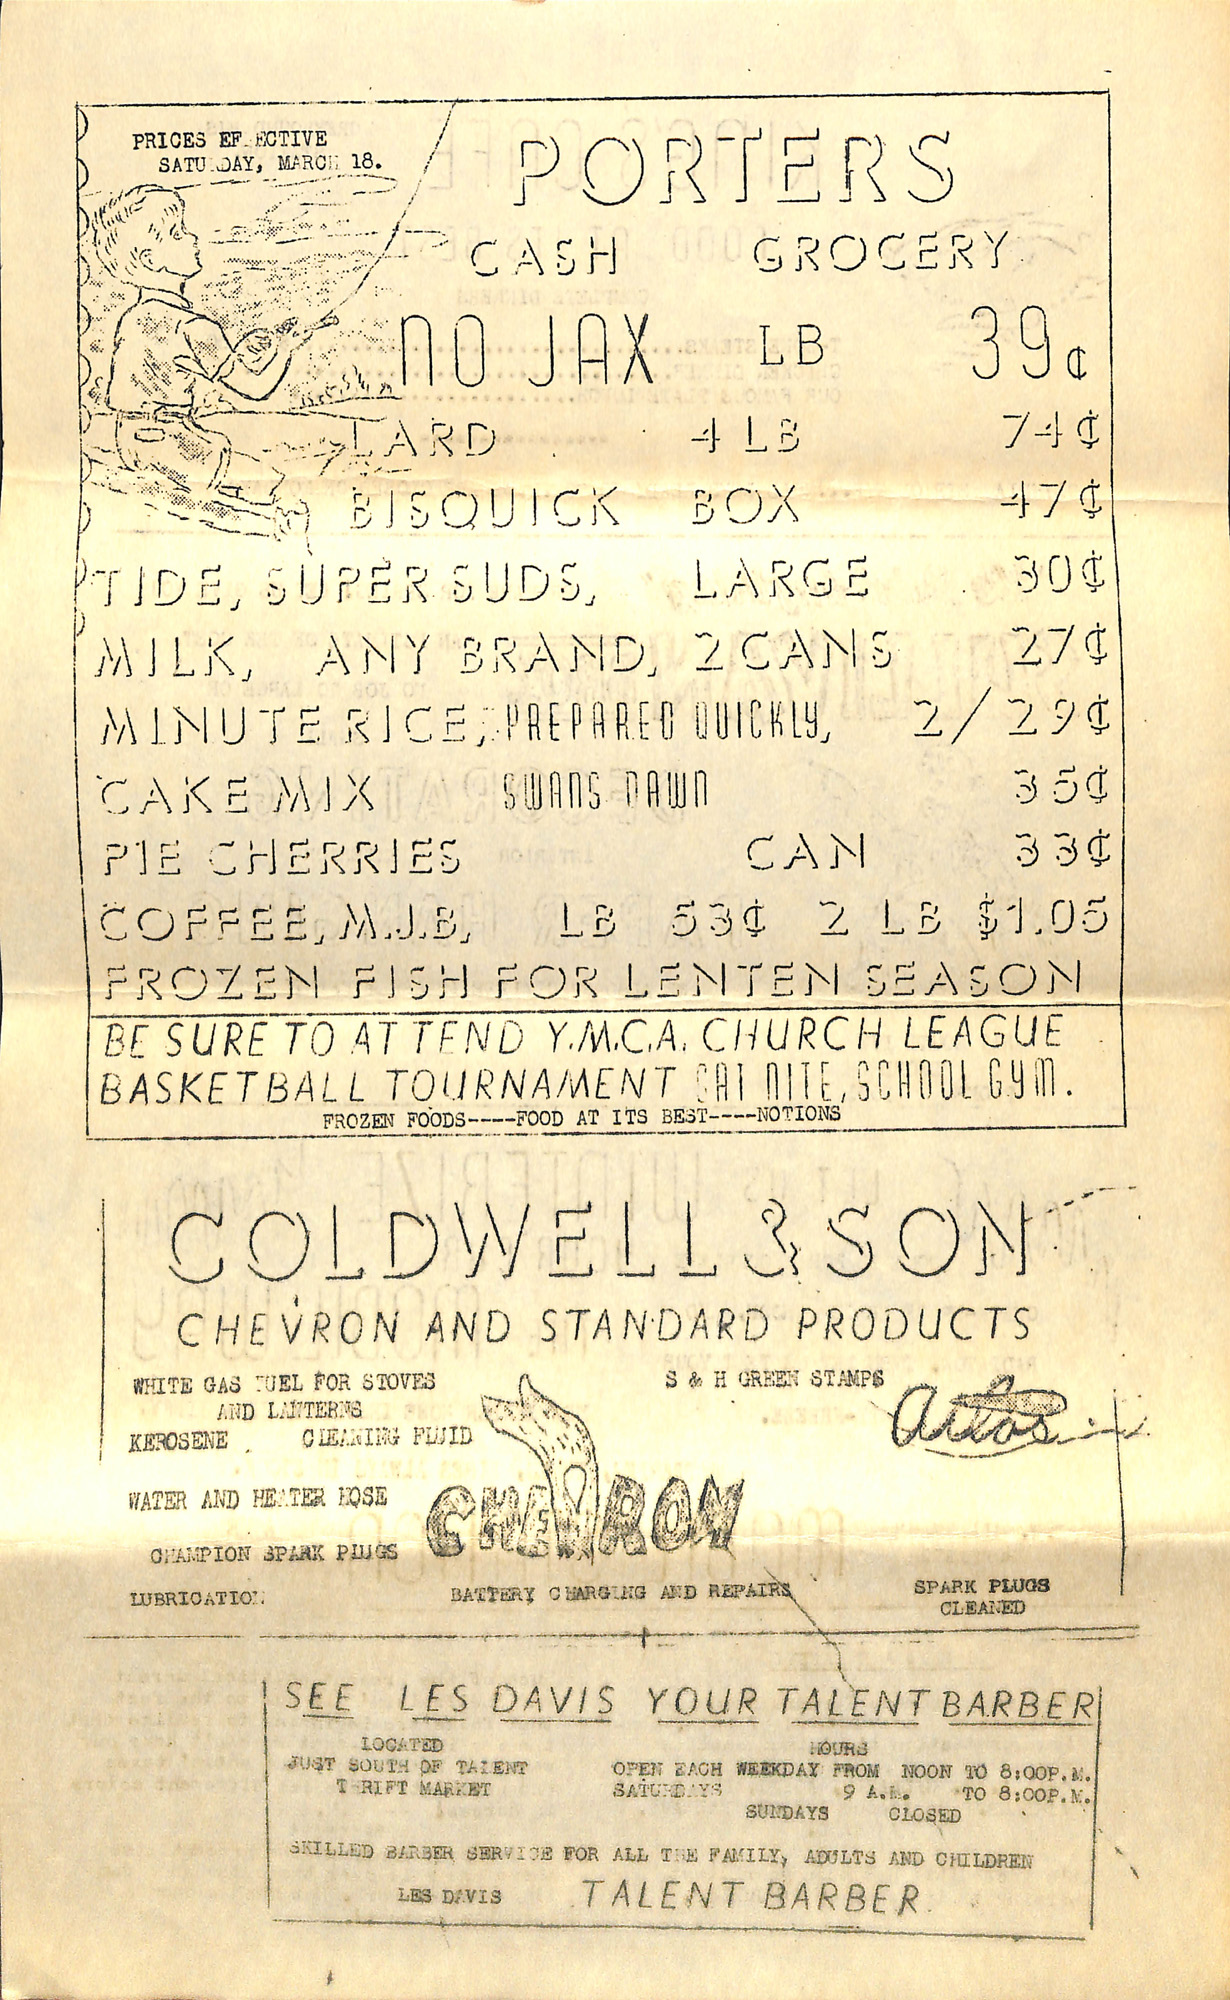 PRICES EFFECTIVE
SATURDAY, MARCH 18.
PORTERS
CASH GROCERY
NO JAX LB 39¢
LARD 4 LB 74¢
BISQUICK BOX 47¢
TIDE, SUPER SUDS, LARGE 30¢
MILK, ANY BRAND, 2 CANS 27¢
MINUTE RICE, PREPARED QUICKLY, 2/29¢
CAKE MIX SWANS DAWN 35¢
PIE CHERRIES CAN 33¢
COFFEE, M.J.B, LB 53¢ 2 LB $1.05
FROZEN FISH FOR LENTEN SEASON
BE SURE TO ATTEND Y.M.C.A. CHURCH LEAGUE
BASKETBALL TOURNAMENT SAT NITE, SCHOOL GYM.
FROZEN FOODS----FOOD AT ITS BEST----NOTIONS
COLDWELL & SON
CHEVRON AND STANDARD PRODUCTS
WHITE GAS FUEL FOR STOVES
AND LANTERNS
S & H GREEN STAMPS
KEROSENE CLEANING FLUID
WATER AND HEATER HOSE
CHEVRON
CHAMPION SPARK PLUGS
LUBRICATION
BATTERY CHARGING AND REPAIRS
SPARK PLUGS
CLEANED
SEE LES DAVIS YOUR TALENT BARBER
LOCATED
JUST SOUTH OF TALENT
THRIFT MARKET
HOURS
OPEN EACH WEEKDAY FROM NOON TO 8:00P.M.
SATURDAYS 9 A.M. TO 8:00P.M.
SUNDAYS CLOSED
SKILLED BARBER SERVICE FOR ALL THE FAMILY, ADULTS AND CHILDREN
LES DAVIS TALENT BARBER